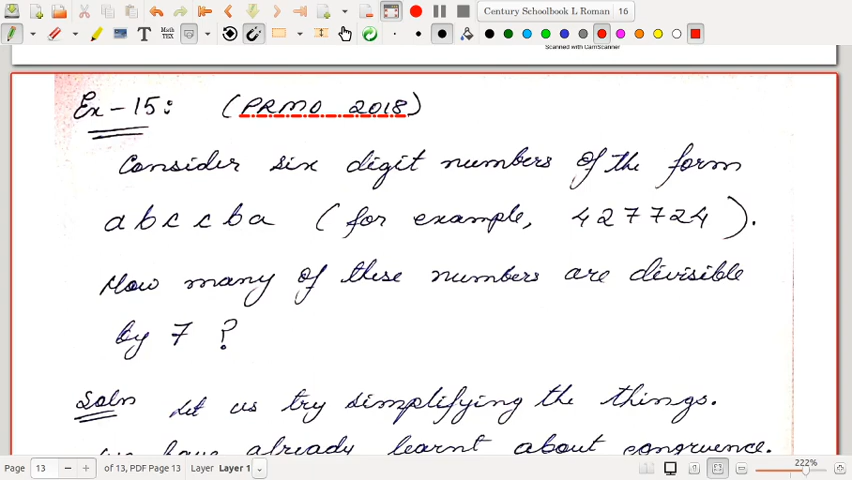 Century Schoolbook L Roman 16
T Math TEX
Scanned with CamScanner
Ex-15: (PRMO 2018)
Consider six digit numbers of the form
abccba (for example, 427724).
How many of these numbers are divisible
by 7 ?
Soln Let us try simplifying the things.
We have already learnt about congruence.
Page 13 of 13, PDF Page 13 Layer Layer 1 222%